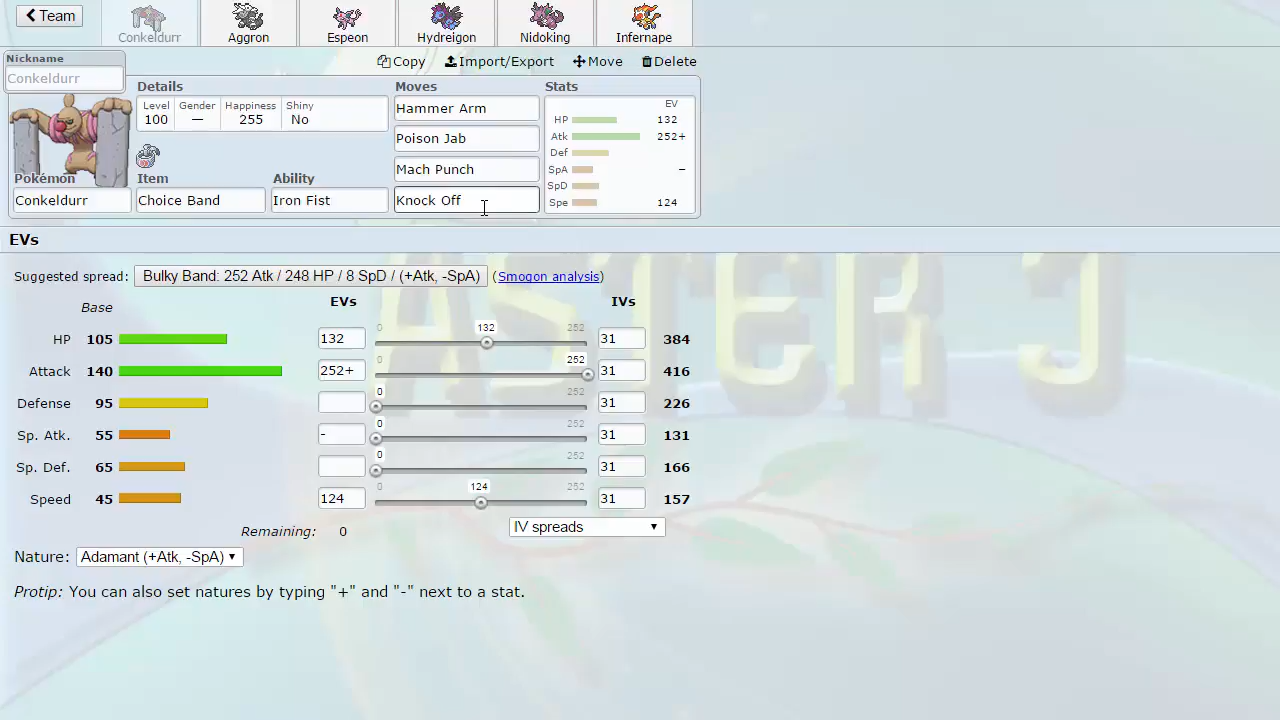 Team
Conkeldurr
Aggron
Espeon
Hydreigon
Nidoking
Infernape
Copy Import/Export Move Delete
Nickname
Conkeldurr
Details
Level Gender Happiness Shiny
100 — 255 No
Pokémon
Conkeldurr
Item
Choice Band
Ability
Iron Fist
Moves
Hammer Arm
Poison Jab
Mach Punch
Knock Off
Stats
EV
HP 132
Atk 252+
Def
SpA –
SpD
Spe 124
EVs
Suggested spread: Bulky Band: 252 Atk / 248 HP / 8 SpD / (+Atk, -SpA) (Smogon analysis)
Base EVs IVs
HP 105 132 0 132 252 31 384
Attack 140 252+ 0 252 31 416
Defense 95 0 252 31 226
Sp. Atk. 55 - 0 252 31 131
Sp. Def. 65 0 252 31 166
Speed 45 124 0 124 252 31 157
Remaining: 0 IV spreads
Nature: Adamant (+Atk, -SpA)
Protip: You can also set natures by typing "+" and "-" next to a stat.
ASTER J